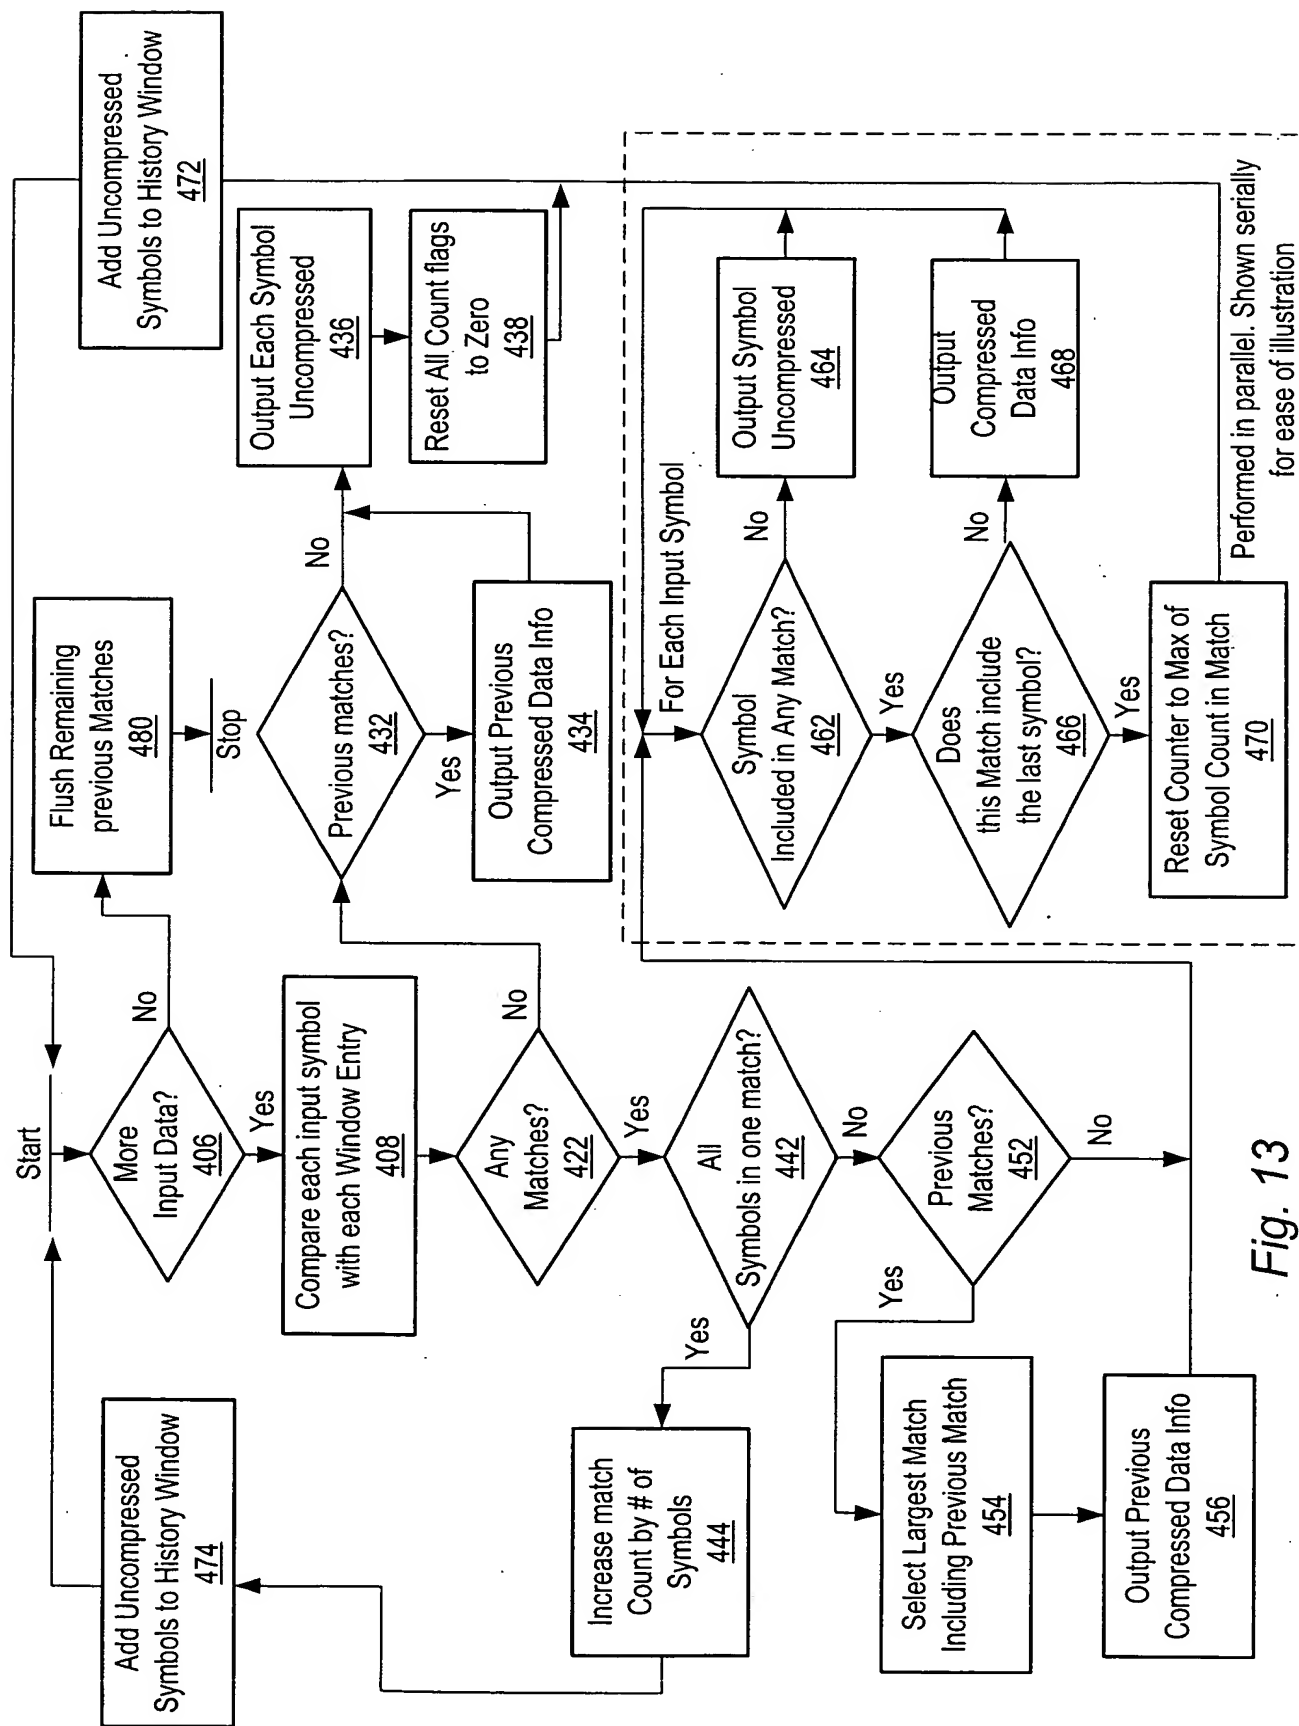 Start
More
Input Data?
406
No
Yes
Flush Remaining
previous Matches
480
Stop
Compare each input symbol
with each Window Entry
408
Any
Matches?
422
No
Yes
Previous matches?
432
No
Yes
Output Previous
Compressed Data Info
434
Output Each Symbol
Uncompressed
436
Reset All Count flags
to Zero
438
Add Uncompressed
Symbols to History Window
472
All
Symbols in one match?
442
Yes
No
Increase match
Count by # of
Symbols
444
Add Uncompressed
Symbols to History Window
474
Previous
Matches?
452
Yes
No
Select Largest Match
Including Previous Match
454
Output Previous
Compressed Data Info
456
For Each Input Symbol
Symbol
Included in Any Match?
462
No
Yes
Output Symbol
Uncompressed
464
Does
this Match include
the last symbol?
466
No
Yes
Output
Compressed
Data Info
468
Reset Counter to Max of
Symbol Count in Match
470
Performed in parallel. Shown serially
for ease of illustration
Fig. 13